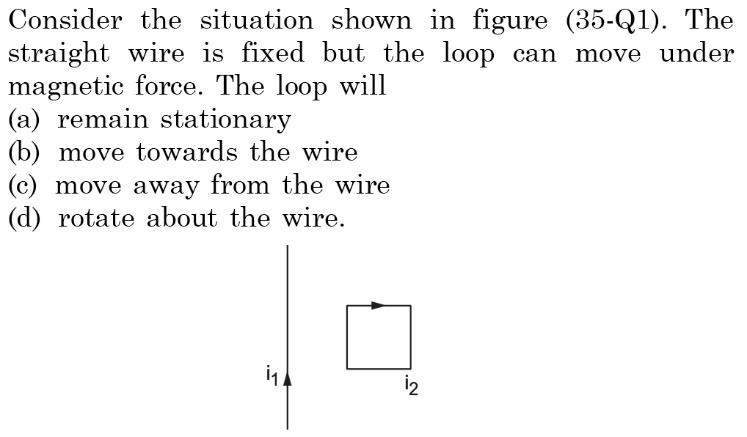 Consider the situation shown in figure (35-Q1). The
straight wire is fixed but the loop can move under
magnetic force. The loop will
(a) remain stationary
(b) move towards the wire
(c) move away from the wire
(d) rotate about the wire.
i₁
i₂